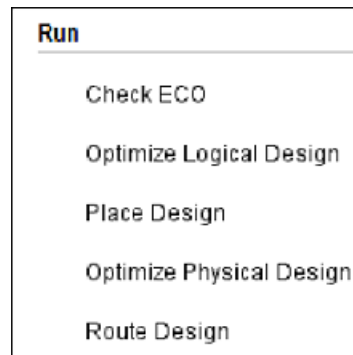 Run
Check ECO
Optimize Logical Design
Place Design
Optimize Physical Design
Route Design